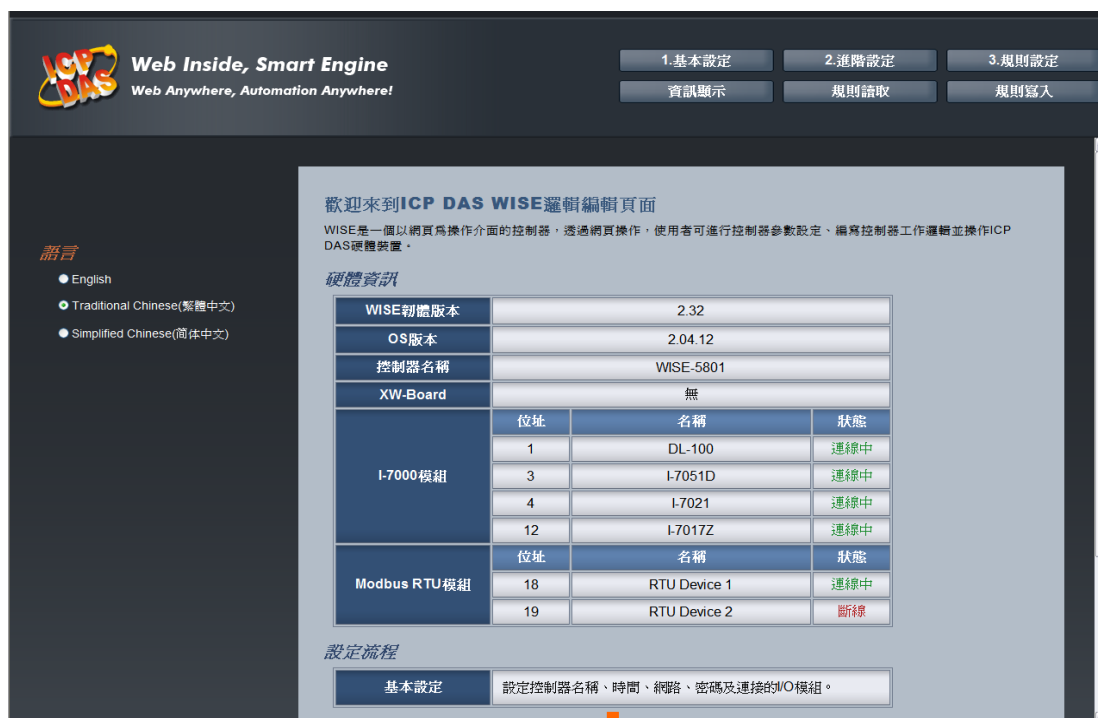 ICP DAS
Web Inside, Smart Engine
Web Anywhere, Automation Anywhere!
1.基本設定 2.進階設定 3.規則設定
資訊顯示 規則讀取 規則寫入
語言
English
Traditional Chinese(繁體中文)
Simplified Chinese(简体中文)
歡迎來到ICP DAS WISE邏輯編輯頁面
WISE是一個以網頁為操作介面的控制器，透過網頁操作，使用者可進行控制器參數設定、編寫控制器工作邏輯並操作ICP
DAS硬體裝置。
硬體資訊
WISE韌體版本 2.32
OS版本 2.04.12
控制器名稱 WISE-5801
XW-Board 無
I-7000模組
位址 名稱 狀態
1 DL-100 連線中
3 I-7051D 連線中
4 I-7021 連線中
12 I-7017Z 連線中
Modbus RTU模組
位址 名稱 狀態
18 RTU Device 1 連線中
19 RTU Device 2 斷線
設定流程
基本設定 設定控制器名稱、時間、網路、密碼及連接的I/O模組。